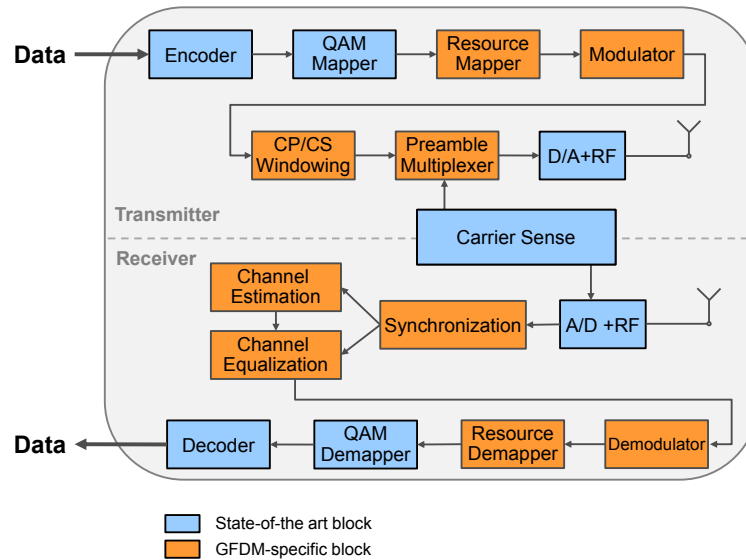 Data
Encoder
QAM
Mapper
Resource
Mapper
Modulator
CP/CS
Windowing
Preamble
Multiplexer
D/A+RF
Transmitter
Carrier Sense
Receiver
Channel
Estimation
Synchronization
A/D +RF
Channel
Equalization
Data
Decoder
QAM
Demapper
Resource
Demapper
Demodulator
State-of-the art block
GFDM-specific block